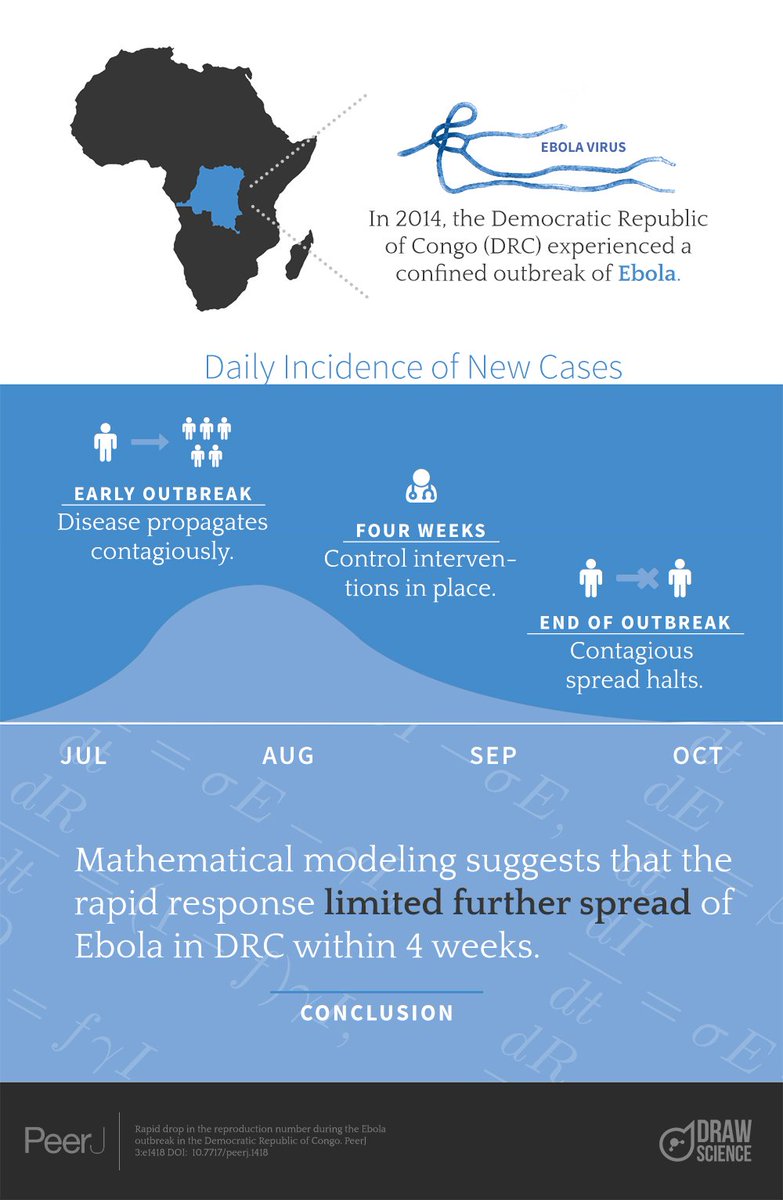 EBOLA VIRUS
In 2014, the Democratic Republic
of Congo (DRC) experienced a
confined outbreak of Ebola.
Daily Incidence of New Cases
EARLY OUTBREAK
Disease propagates
contagiously.
FOUR WEEKS
Control interven-
tions in place.
END OF OUTBREAK
Contagious
spread halts.
JUL AUG SEP OCT
Mathematical modeling suggests that the
rapid response limited further spread of
Ebola in DRC within 4 weeks.
CONCLUSION
PeerJ
Rapid drop in the reproduction number during the Ebola
outbreak in the Democratic Republic of Congo. PeerJ
3:e1418 DOI: 10.7717/peerj.1418
DRAW
SCIENCE